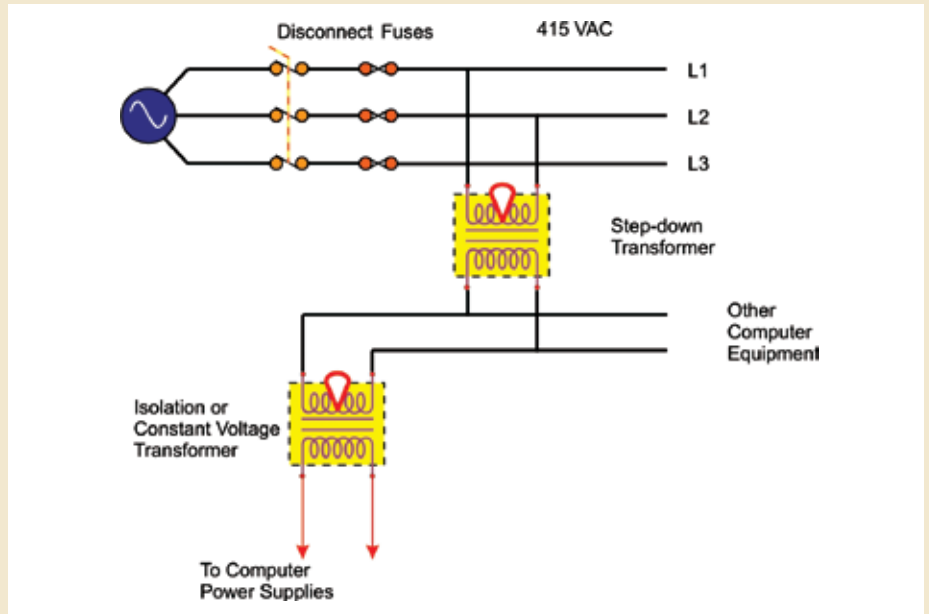 Disconnect Fuses
415 VAC
L1
L2
L3
Step-down
Transformer
Other
Computer
Equipment
Isolation or
Constant Voltage
Transformer
To Computer
Power Supplies